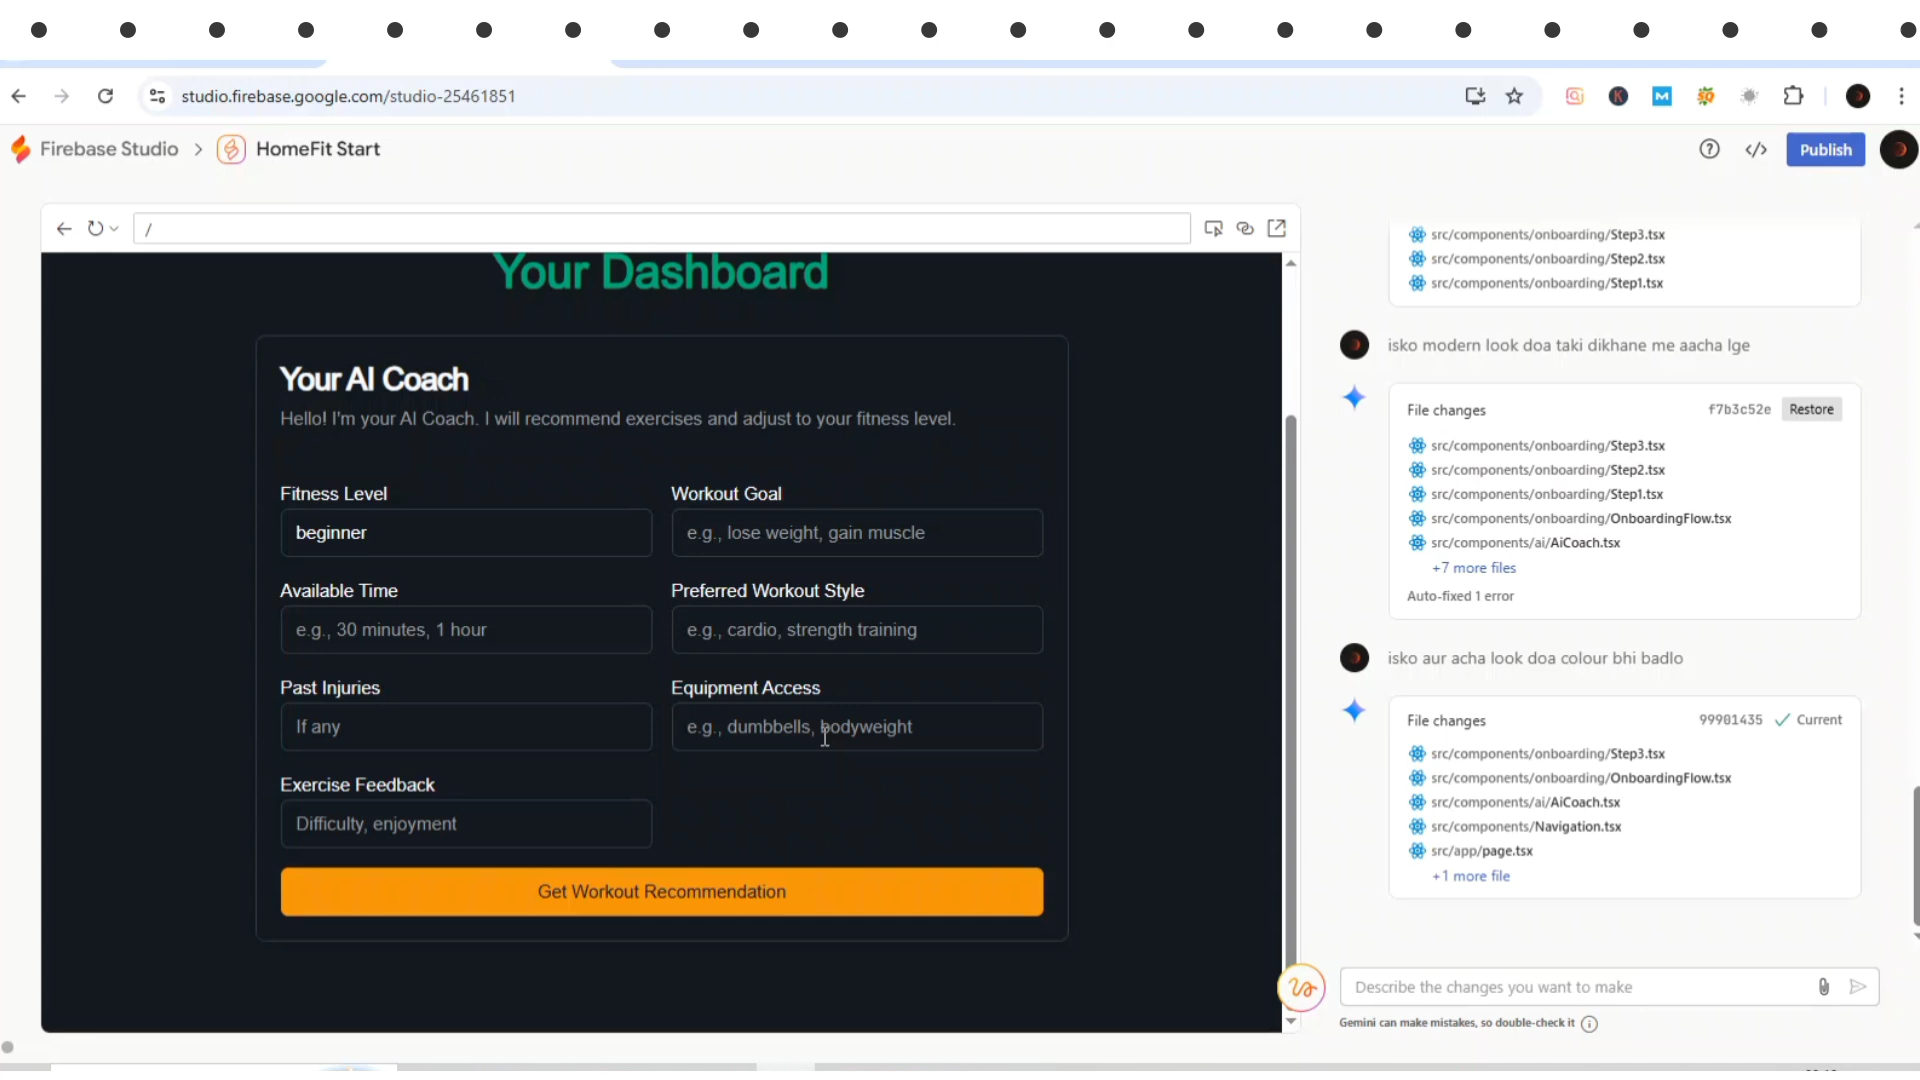 studio.firebase.google.com/studio-25461851
Firebase Studio > HomeFit Start
Publish
/
Your Dashboard
Your AI Coach
Hello! I'm your AI Coach. I will recommend exercises and adjust to your fitness level.
Fitness Level
Workout Goal
beginner
e.g., lose weight, gain muscle
Available Time
Preferred Workout Style
e.g., 30 minutes, 1 hour
e.g., cardio, strength training
Past Injuries
Equipment Access
If any
e.g., dumbbells, bodyweight
Exercise Feedback
Difficulty, enjoyment
Get Workout Recommendation
src/components/onboarding/Step3.tsx
src/components/onboarding/Step2.tsx
src/components/onboarding/Step1.tsx
isko modern look doa taki dikhane me aacha lge
File changes f7b3c52e Restore
src/components/onboarding/Step3.tsx
src/components/onboarding/Step2.tsx
src/components/onboarding/Step1.tsx
src/components/onboarding/OnboardingFlow.tsx
src/components/ai/AiCoach.tsx
+7 more files
Auto-fixed 1 error
isko aur acha look doa colour bhi badlo
File changes 99901435 Current
src/components/onboarding/Step3.tsx
src/components/onboarding/OnboardingFlow.tsx
src/components/ai/AiCoach.tsx
src/components/Navigation.tsx
src/app/page.tsx
+1 more file
Describe the changes you want to make
Gemini can make mistakes, so double-check it